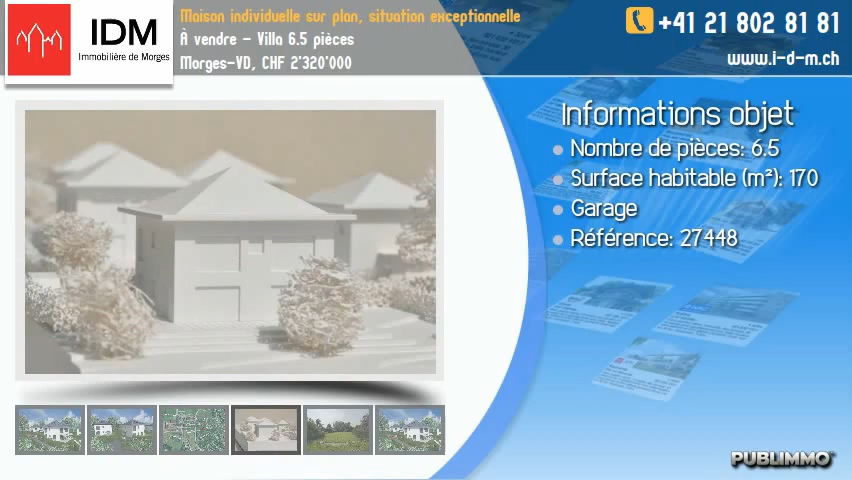 IDM
Immobilière de Morges
Maison individuelle sur plan, situation exceptionnelle
À vendre - Villa 6.5 pièces
Morges-VD, CHF 2'320'000
+41 21 802 81 81
www.i-d-m.ch
Informations objet
Nombre de pièces: 6.5
Surface habitable (m²): 170
Garage
Référence: 27448
PUBLIMMO